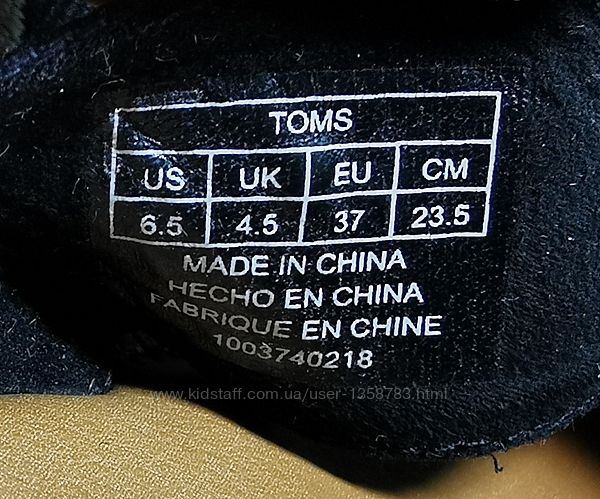 TOMS
US UK EU CM
6.5 4.5 37 23.5
MADE IN CHINA
HECHO EN CHINA
FABRIQUE EN CHINE
1003740218
www.kidstaff.com.ua/user-1358783.html